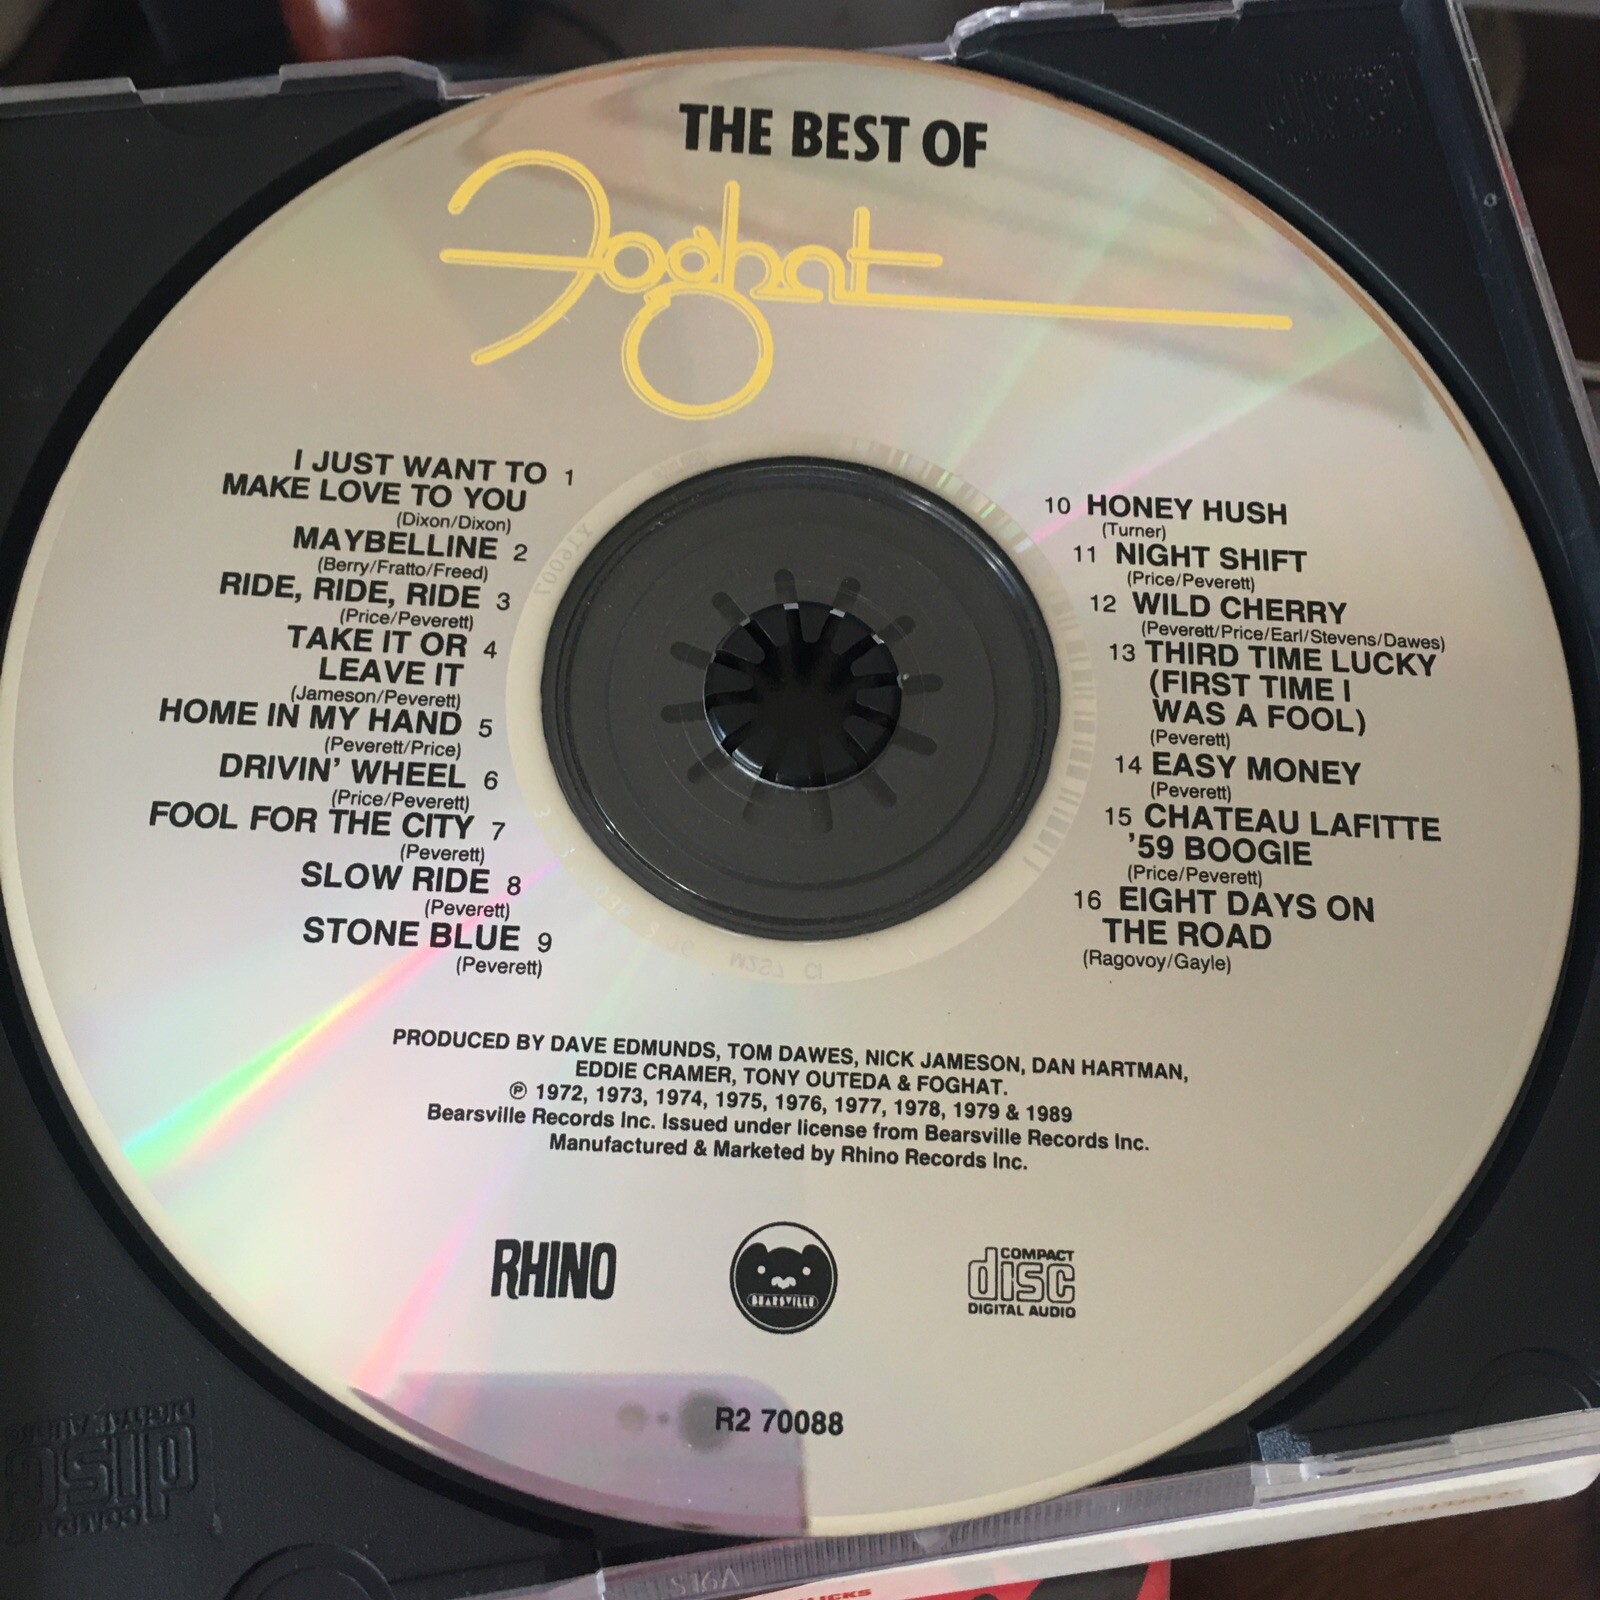 THE BEST OF
Foghat
I JUST WANT TO 1
MAKE LOVE TO YOU
(Dixon/Dixon)
MAYBELLINE 2
(Berry/Fratto/Freed)
RIDE, RIDE, RIDE 3
(Price/Peverett)
TAKE IT OR 4
LEAVE IT
(Jameson/Peverett)
HOME IN MY HAND 5
(Peverett/Price)
DRIVIN' WHEEL 6
(Price/Peverett)
FOOL FOR THE CITY 7
(Peverett)
SLOW RIDE 8
(Peverett)
STONE BLUE 9
(Peverett)
10 HONEY HUSH
(Turner)
11 NIGHT SHIFT
(Price/Peverett)
12 WILD CHERRY
(Peverett/Price/Earl/Stevens/Dawes)
13 THIRD TIME LUCKY
(FIRST TIME I
WAS A FOOL)
(Peverett)
14 EASY MONEY
(Peverett)
15 CHATEAU LAFITTE
'59 BOOGIE
(Price/Peverett)
16 EIGHT DAYS ON
THE ROAD
(Ragovoy/Gayle)
PRODUCED BY DAVE EDMUNDS, TOM DAWES, NICK JAMESON, DAN HARTMAN,
EDDIE CRAMER, TONY OUTEDA & FOGHAT.
℗ 1972, 1973, 1974, 1975, 1976, 1977, 1978, 1979 & 1989
Bearsville Records Inc. Issued under license from Bearsville Records Inc.
Manufactured & Marketed by Rhino Records Inc.
RHINO
BEARSVILLE
COMPACT
disc
DIGITAL AUDIO
R2 70088
COMPACT
disc
DIGITAL AUDIO